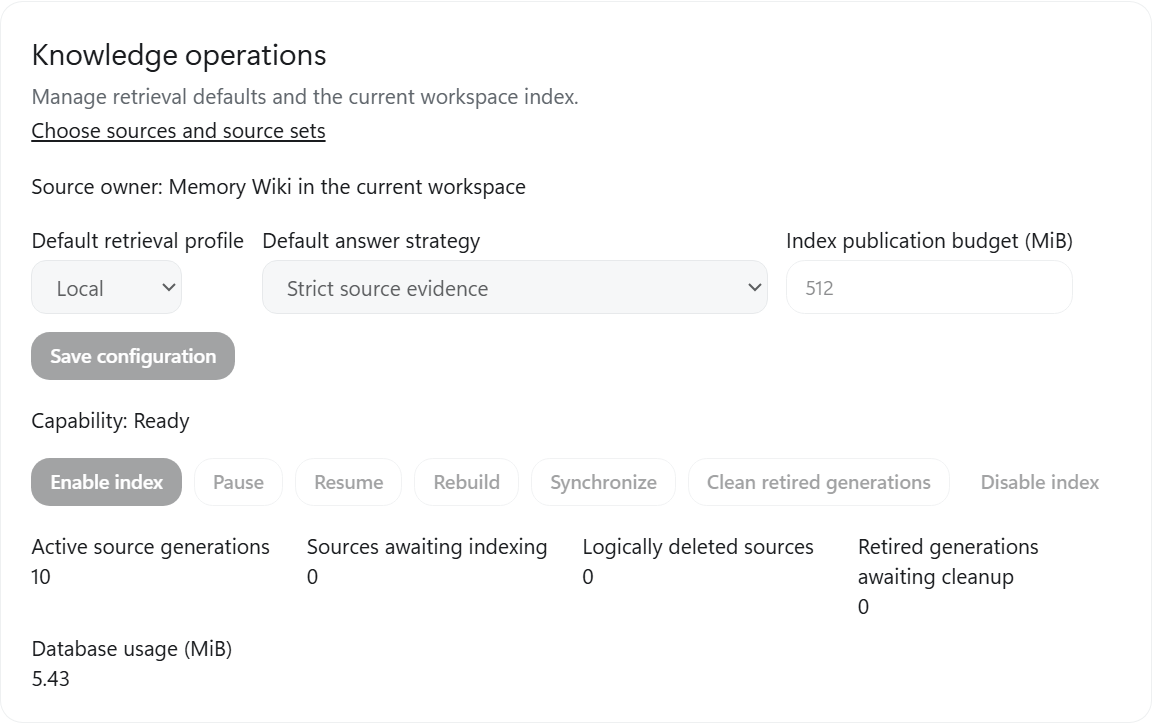 Knowledge operations
Manage retrieval defaults and the current workspace index.
Choose sources and source sets
Source owner: Memory Wiki in the current workspace
Default retrieval profile
Local
Default answer strategy
Strict source evidence
Index publication budget (MiB)
512
Save configuration
Capability: Ready
Enable index
Pause
Resume
Rebuild
Synchronize
Clean retired generations
Disable index
Active source generations
10
Sources awaiting indexing
0
Logically deleted sources
0
Retired generations
awaiting cleanup
0
Database usage (MiB)
5.43